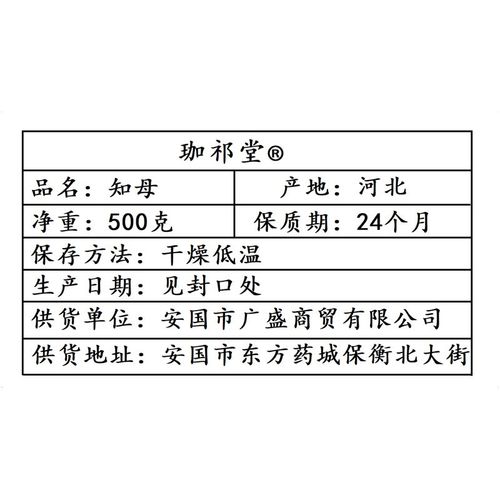 珈祁堂®
品名：知母 产地：河北
净重：500克 保质期：24个月
保存方法：干燥低温
生产日期：见封口处
供货单位：安国市广盛商贸有限公司
供货地址：安国市东方药城保衡北大街